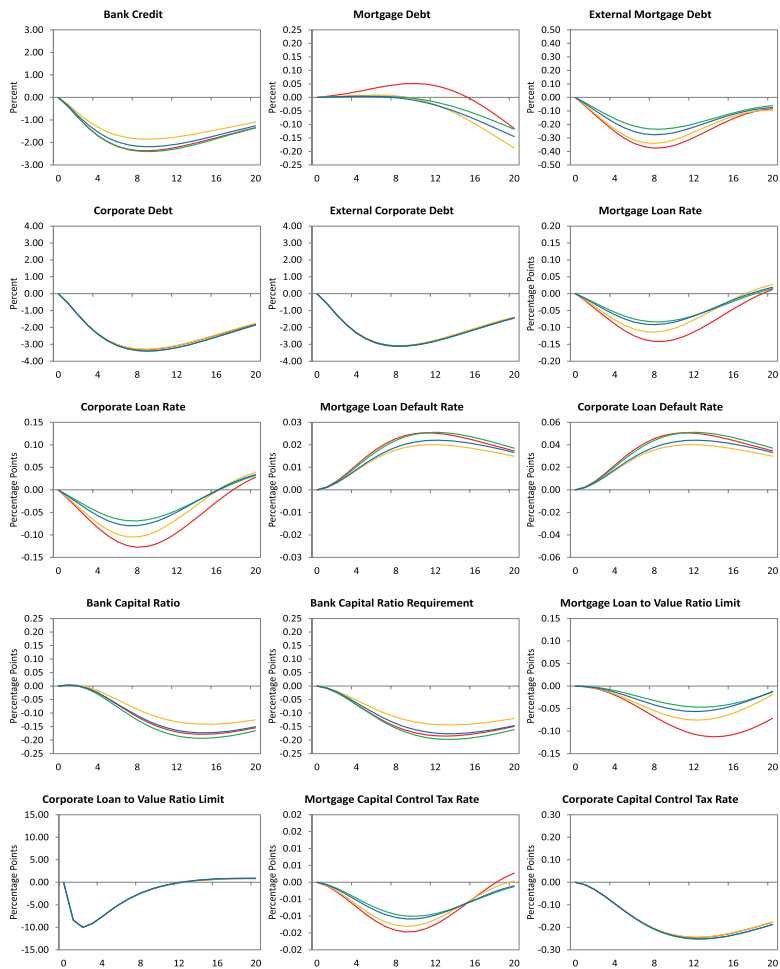 Bank Credit
Mortgage Debt
External Mortgage Debt
3.00
2.00
1.00
0.00
-1.00
-2.00
-3.00
Percent
0 4 8 12 16 20
0.25
0.20
0.15
0.10
0.05
0.00
-0.05
-0.10
-0.15
-0.20
-0.25
0 4 8 12 16 20
0.50
0.40
0.30
0.20
0.10
0.00
-0.10
-0.20
-0.30
-0.40
-0.50
Percent
0 4 8 12 16 20
Corporate Debt
External Corporate Debt
Mortgage Loan Rate
4.00
3.00
2.00
1.00
0.00
-1.00
-2.00
-3.00
-4.00
Percent
0 4 8 12 16 20
4.00
3.00
2.00
1.00
0.00
-1.00
-2.00
-3.00
-4.00
Percent
0 4 8 12 16 20
0.20
0.15
0.10
0.05
0.00
-0.05
-0.10
-0.15
-0.20
Percentage Points
0 4 8 12 16 20
Corporate Loan Rate
Mortgage Loan Default Rate
Corporate Loan Default Rate
0.15
0.10
0.05
0.00
-0.05
-0.10
-0.15
Percentage Points
0 4 8 12 16 20
0.03
0.02
0.01
0.00
-0.01
-0.02
-0.03
Percentage Points
0 4 8 12 16 20
0.06
0.04
0.02
0.00
-0.02
-0.04
-0.06
Percentage Points
0 4 8 12 16 20
Bank Capital Ratio
Bank Capital Ratio Requirement
Mortgage Loan to Value Ratio Limit
0.25
0.20
0.15
0.10
0.05
0.00
-0.05
-0.10
-0.15
-0.20
-0.25
Percentage Points
0 4 8 12 16 20
0.25
0.20
0.15
0.10
0.05
0.00
-0.05
-0.10
-0.15
-0.20
-0.25
Percentage Points
0 4 8 12 16 20
0.15
0.10
0.05
0.00
-0.05
-0.10
-0.15
Percentage Points
0 4 8 12 16 20
Corporate Loan to Value Ratio Limit
Mortgage Capital Control Tax Rate
Corporate Capital Control Tax Rate
15.00
10.00
5.00
0.00
-5.00
-10.00
-15.00
Percentage Points
0 4 8 12 16 20
0.02
0.02
0.01
0.01
0.00
-0.01
-0.01
-0.02
-0.02
Percentage Points
0 4 8 12 16 20
0.30
0.20
0.10
0.00
-0.10
-0.20
-0.30
Percentage Points
0 4 8 12 16 20